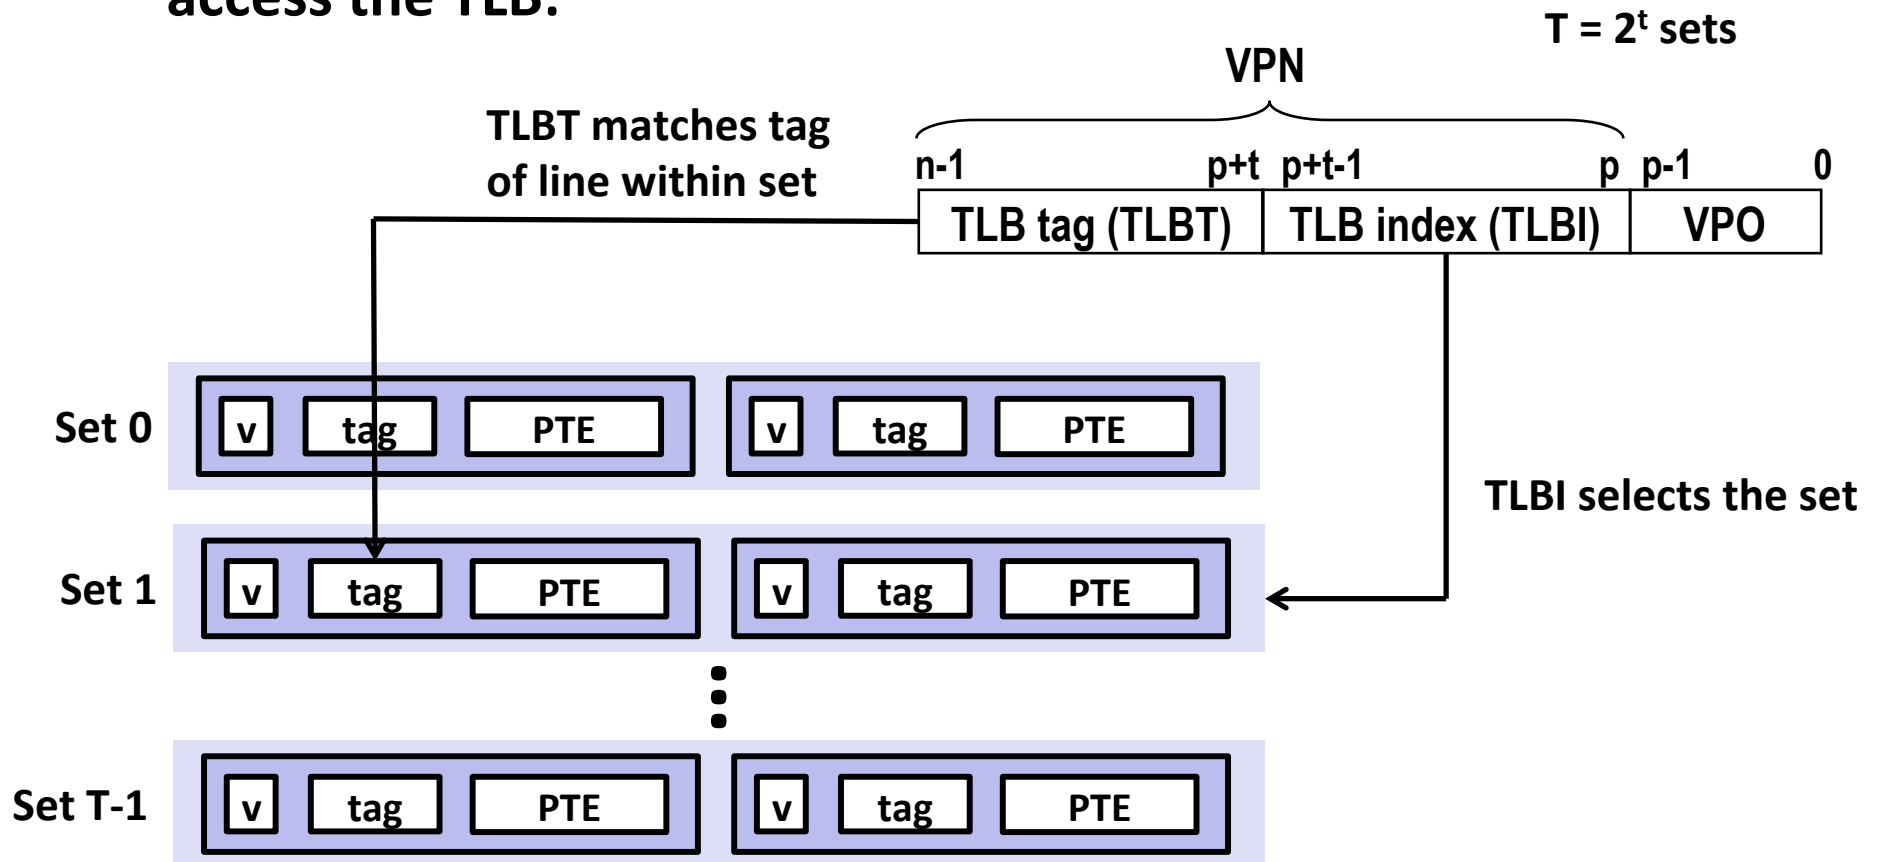 access the TLB:
T = 2^t sets
VPN
TLBT matches tag
of line within set
n-1 p+t p+t-1 p p-1 0
TLB tag (TLBT) TLB index (TLBI) VPO
Set 0 v tag PTE v tag PTE
TLBI selects the set
Set 1 v tag PTE v tag PTE
Set T-1 v tag PTE v tag PTE